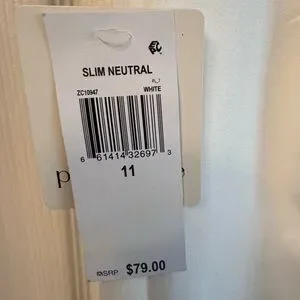 SLIM NEUTRAL
ZC10947 WHITE
6 61414 32697 3
11
MSRP $79.00